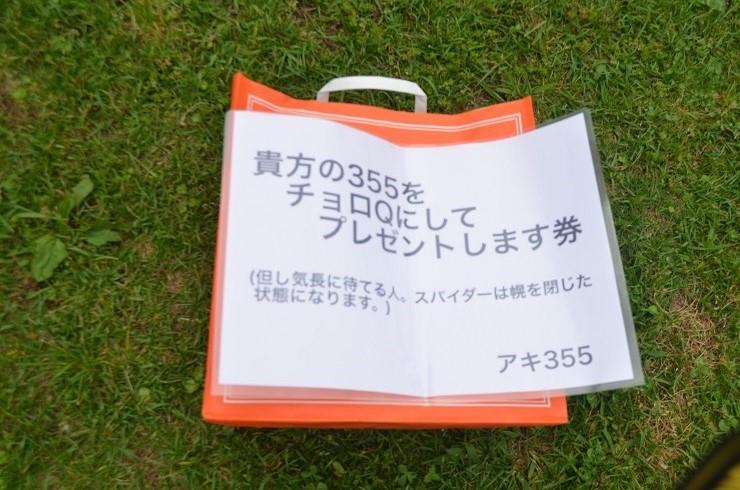 貴方の355を
チョロQにして
プレゼントします券
(但し気長に待てる人。スパイダーは幌を閉じた
状態になります。)
アキ355